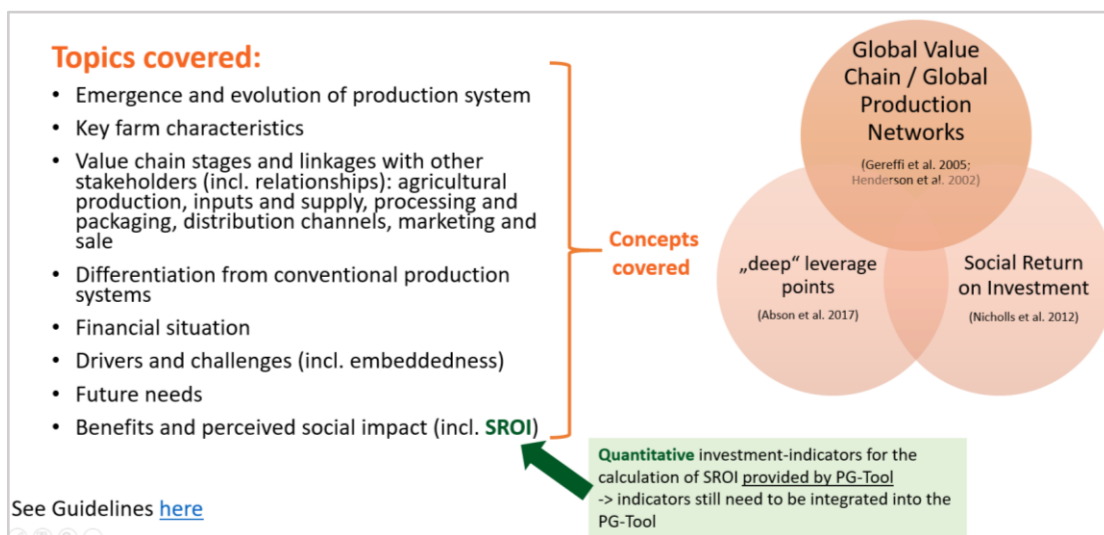 Topics covered:
• Emergence and evolution of production system
• Key farm characteristics
• Value chain stages and linkages with other
stakeholders (incl. relationships): agricultural
production, inputs and supply, processing and
packaging, distribution channels, marketing and
sale
• Differentiation from conventional production
systems
• Financial situation
• Drivers and challenges (incl. embeddedness)
• Future needs
• Benefits and perceived social impact (incl. SROI)
See Guidelines here
Concepts
covered
Global Value
Chain / Global
Production
Networks
(Gereffi et al. 2005;
Henderson et al. 2002)
„deep“ leverage
points
(Abson et al. 2017)
Social Return
on Investment
(Nicholls et al. 2012)
Quantitative investment-indicators for the
calculation of SROI provided by PG-Tool
-> indicators still need to be integrated into the
PG-Tool